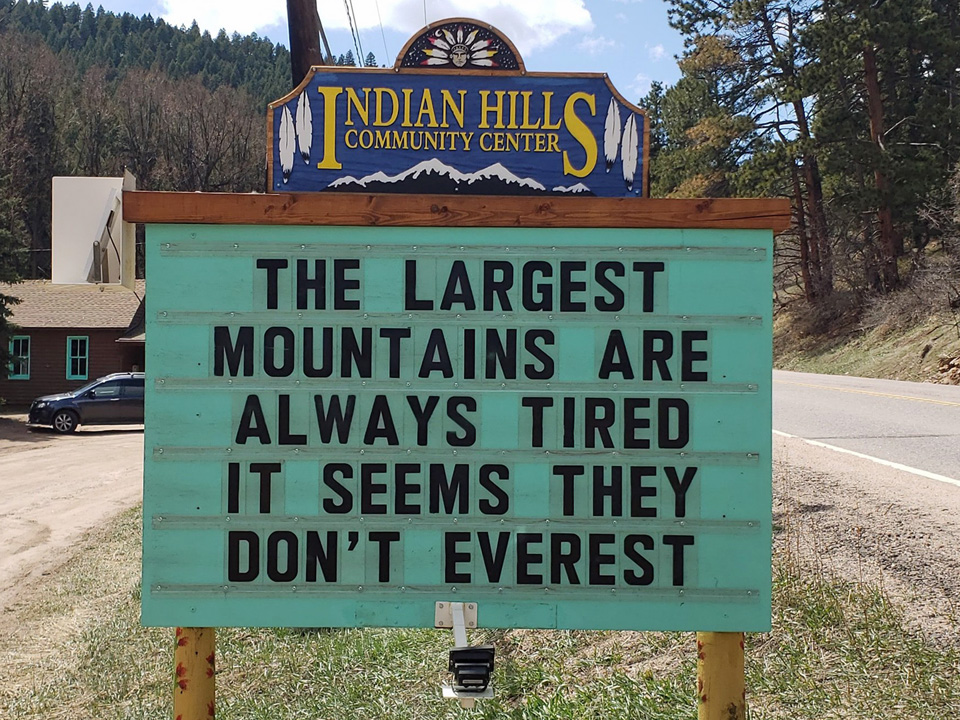 INDIAN HILLS
COMMUNITY CENTER
THE LARGEST
MOUNTAINS ARE
ALWAYS TIRED
IT SEEMS THEY
DON'T EVEREST